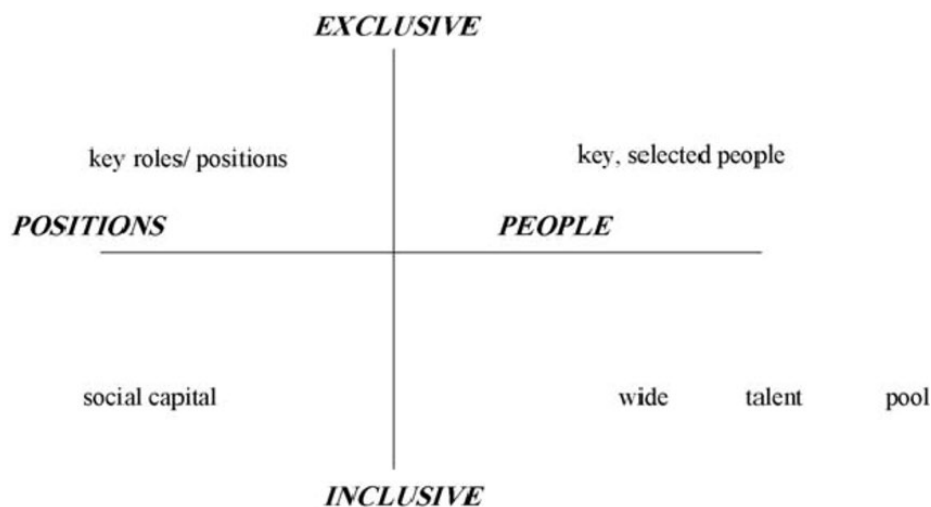 EXCLUSIVE
key roles/ positions key, selected people
POSITIONS PEOPLE
social capital wide talent pool
INCLUSIVE